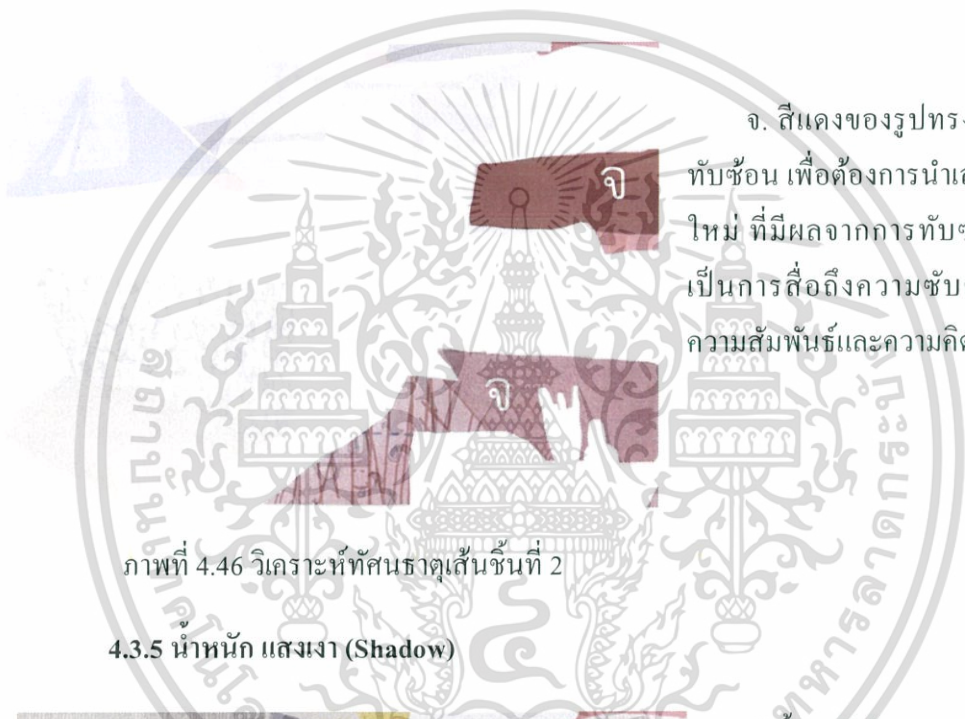 จ. สีแดงของรูปทรง
ทับซ้อน เพื่อต้องการนำเส
ใหม่ ที่มีผลจากการทับซ
เป็นการสื่อถึงความซับ
ความสัมพันธ์และความคิด
จ
จ
ภาพที่ 4.46 วิเคราะห์ทัศนธาตุเส้นชิ้นที่ 2
4.3.5 น้ำหนัก แสงเงา (Shadow)